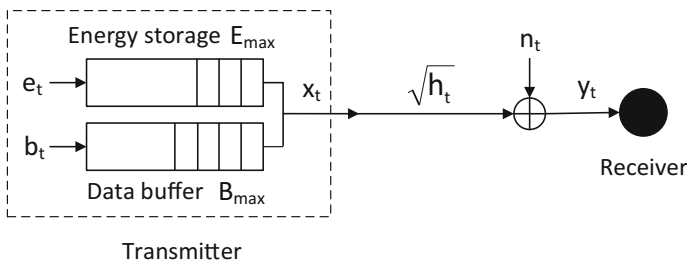 Energy storage E_max
e_t
x_t
√h_t
n_t
y_t
b_t
Data buffer B_max
Receiver
Transmitter